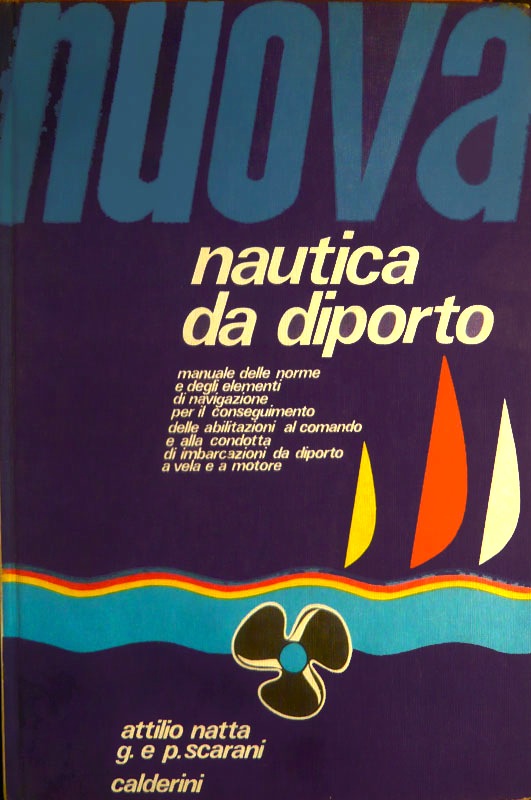 nuova
nautica
da diporto
manuale delle norme
e degli elementi
di navigazione
per il conseguimento
delle abilitazioni al comando
e alla condotta
di imbarcazioni da diporto
a vela e a motore
attilio natta
g. e p. scarani
calderini